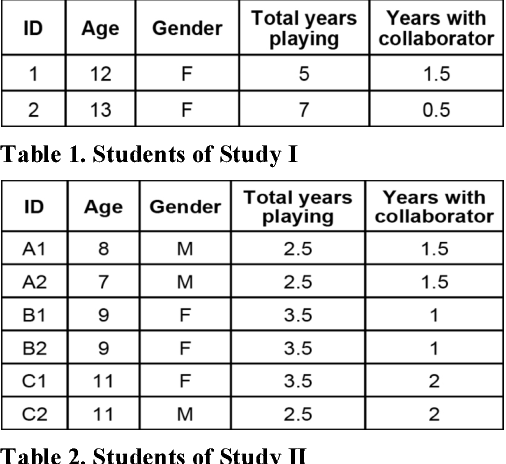 ID Age Gender Total years playing Years with collaborator
1 12 F 5 1.5
2 13 F 7 0.5
Table 1. Students of Study I
ID Age Gender Total years playing Years with collaborator
A1 8 M 2.5 1.5
A2 7 M 2.5 1.5
B1 9 F 3.5 1
B2 9 F 3.5 1
C1 11 F 3.5 2
C2 11 M 2.5 2
Table 2. Students of Study II